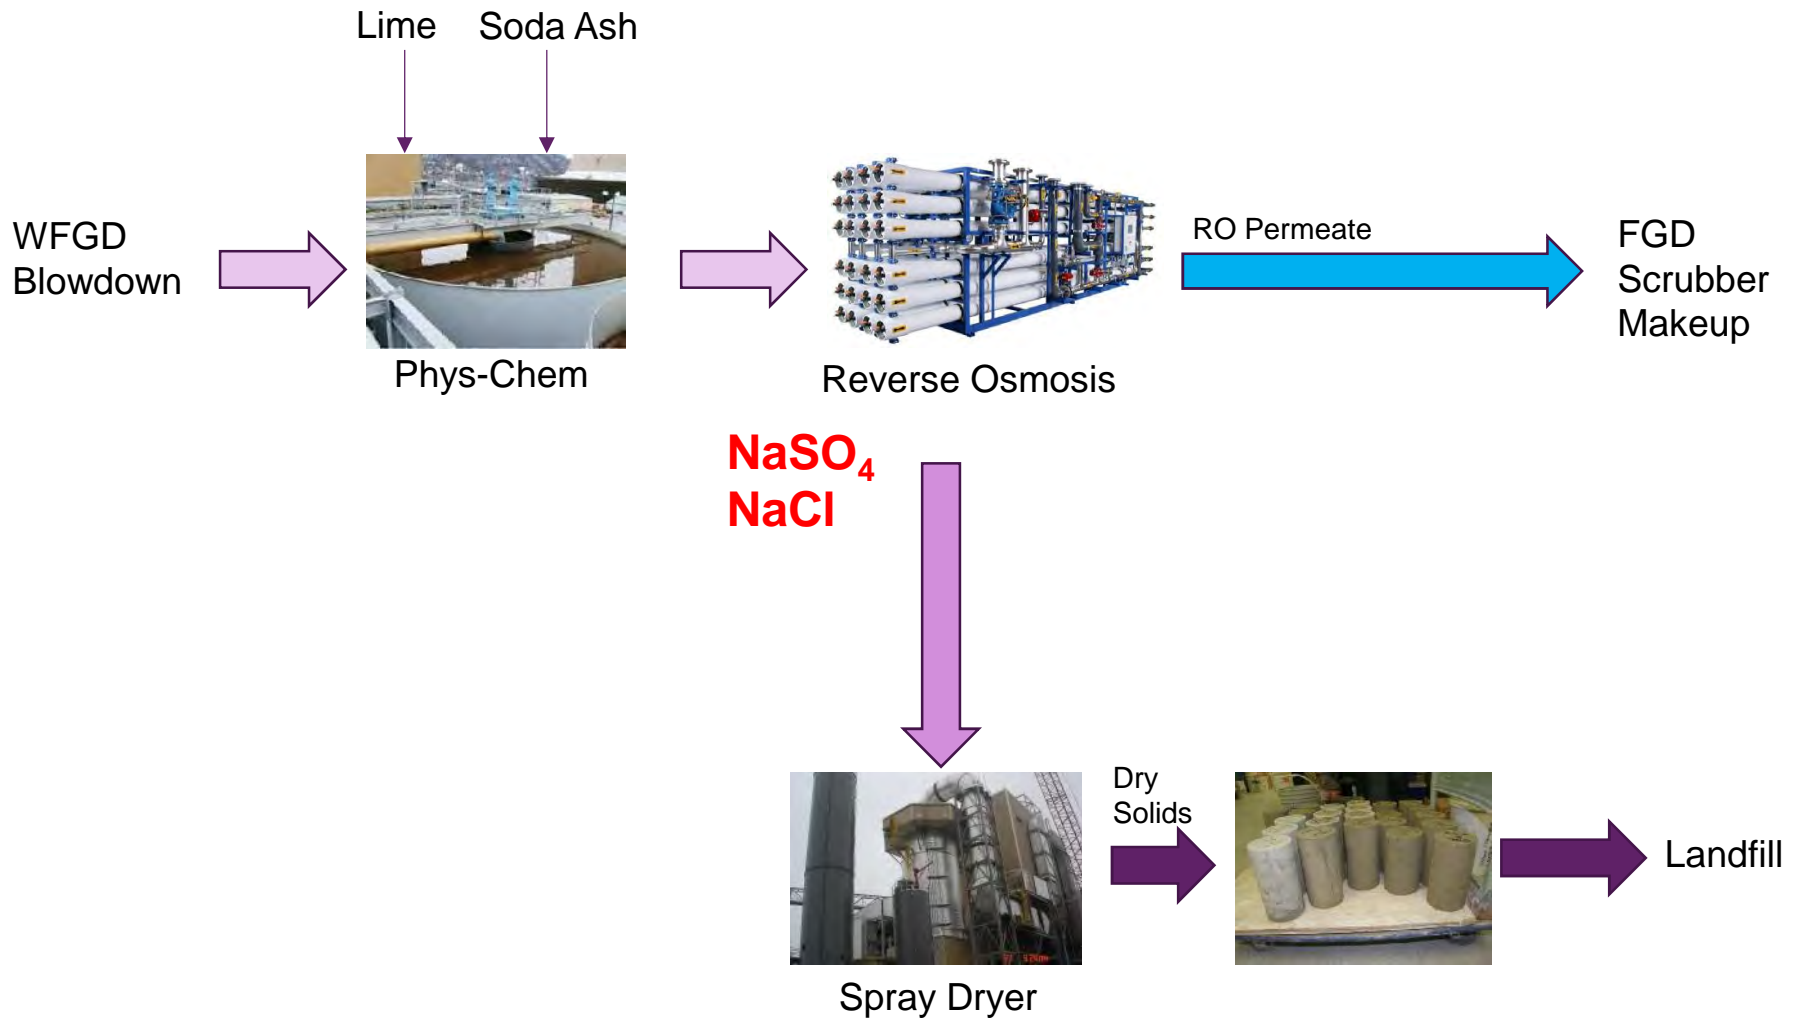 Lime
Soda Ash
WFGD
Blowdown
Phys-Chem
Reverse Osmosis
RO Permeate
FGD
Scrubber
Makeup
NaSO₄
NaCl
Spray Dryer
Dry
Solids
Landfill